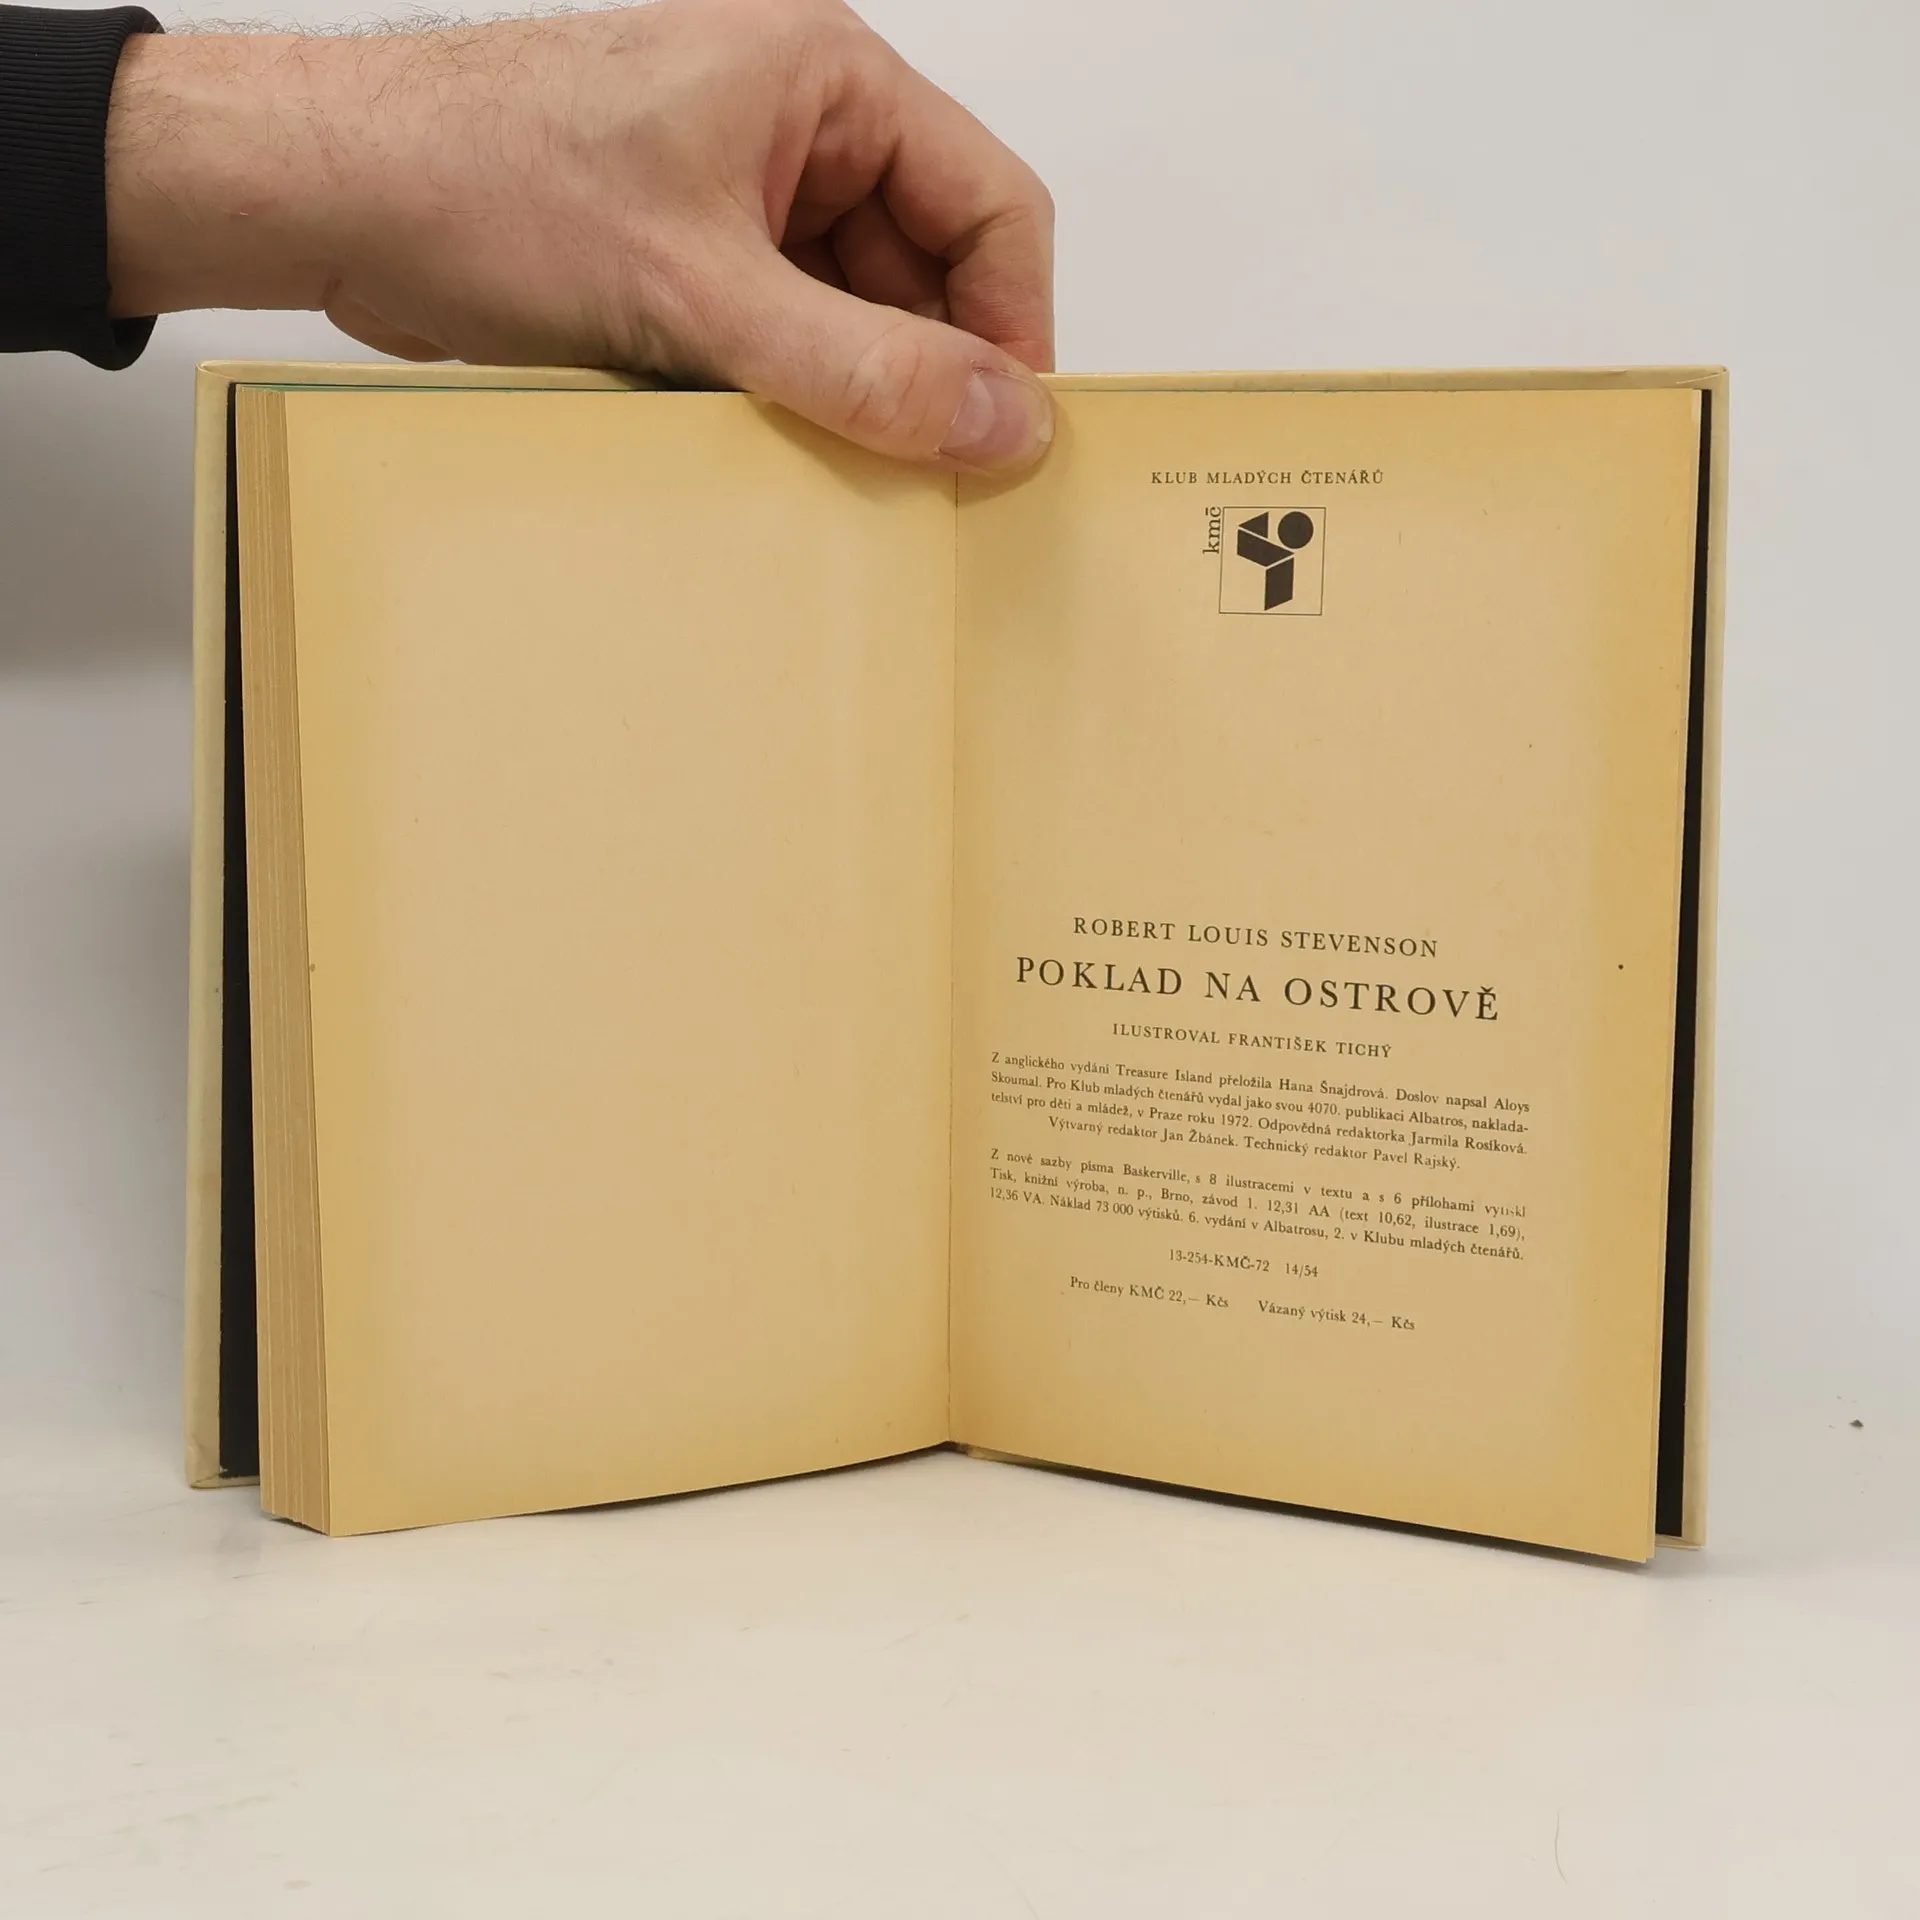 KLUB MLADÝCH ČTENÁŘŮ
kmč
ROBERT LOUIS STEVENSON
POKLAD NA OSTROVĚ
ILUSTROVAL FRANTIŠEK TICHÝ
Z anglického vydání Treasure Island přeložila Hana Šnajdrová. Doslov napsal Aloys
Skoumal. Pro Klub mladých čtenářů vydal jako svou 4070. publikaci Albatros, naklada-
telství pro děti a mládež, v Praze roku 1972. Odpovědná redaktorka Jarmila Rosíková.
Výtvarný redaktor Jan Žbánek. Technický redaktor Pavel Rajský.
Z nové sazby písma Baskerville, s 8 ilustracemi v textu a s 6 přílohami vytiskl
Tisk, knižní výroba, n. p., Brno, závod 1. 12,31 AA (text 10,62, ilustrace 1,69),
12,36 VA. Náklad 73 000 výtisků. 6. vydání v Albatrosu, 2. v Klubu mladých čtenářů.
13-254-KMČ-72 14/54
Pro členy KMČ 22,— Kčs Vázaný výtisk 24,— Kčs